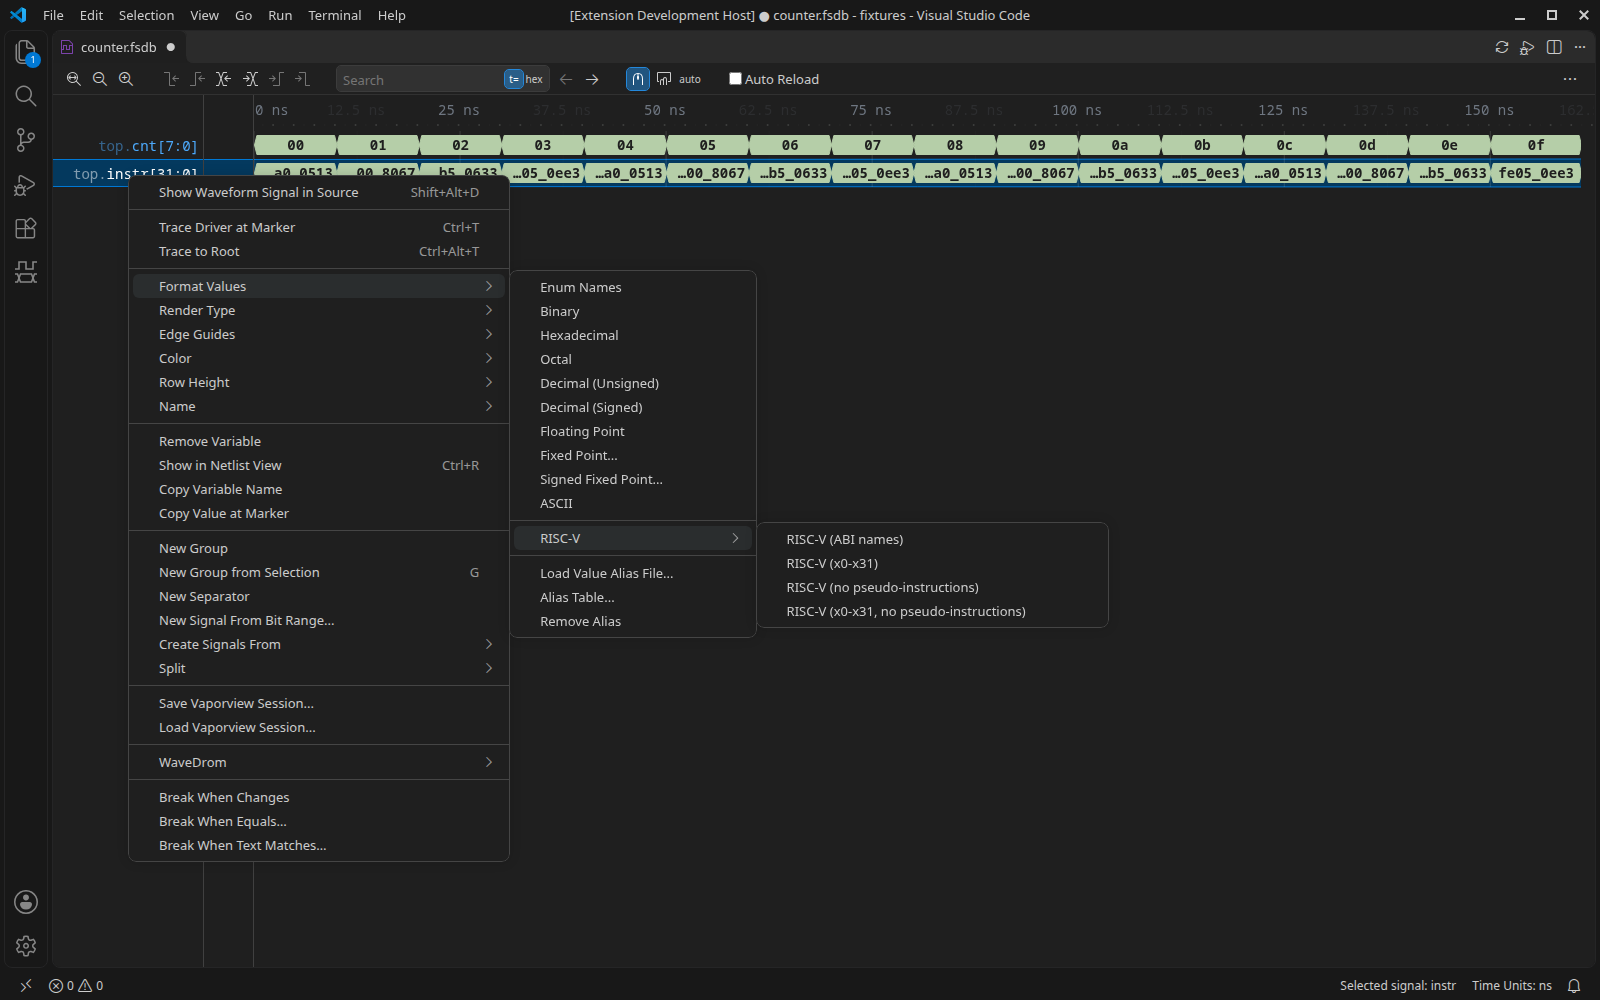 File Edit Selection View Go Run Terminal Help
[Extension Development Host] ● counter.fsdb - fixtures - Visual Studio Code
1
counter.fsdb
Search
t= hex
auto
Auto Reload
0 ns 12.5 ns 25 ns 37.5 ns 50 ns 62.5 ns 75 ns 87.5 ns 100 ns 112.5 ns 125 ns 137.5 ns 150 ns 162.
top.cnt[7:0] 00 01 02 03 04 05 06 07 08 09 0a 0b 0c 0d 0e 0f
top.instr[31:0] …a0_0513 …00_8067 …b5_0633 …05_0ee3 …a0_0513 …00_8067 …b5_0633 …05_0ee3 …a0_0513 …00_8067 …b5_0633 …05_0ee3 …a0_0513 …00_8067 …b5_0633 fe05_0ee3
Show Waveform Signal in Source Shift+Alt+D
Trace Driver at Marker Ctrl+T
Trace to Root Ctrl+Alt+T
Format Values
Render Type
Edge Guides
Color
Row Height
Name
Remove Variable
Show in Netlist View Ctrl+R
Copy Variable Name
Copy Value at Marker
New Group
New Group from Selection G
New Separator
New Signal From Bit Range...
Create Signals From
Split
Save Vaporview Session...
Load Vaporview Session...
WaveDrom
Break When Changes
Break When Equals...
Break When Text Matches...
Enum Names
Binary
Hexadecimal
Octal
Decimal (Unsigned)
Decimal (Signed)
Floating Point
Fixed Point...
Signed Fixed Point...
ASCII
RISC-V
Load Value Alias File...
Alias Table...
Remove Alias
RISC-V (ABI names)
RISC-V (x0-x31)
RISC-V (no pseudo-instructions)
RISC-V (x0-x31, no pseudo-instructions)
0 0
Selected signal: instr
Time Units: ns